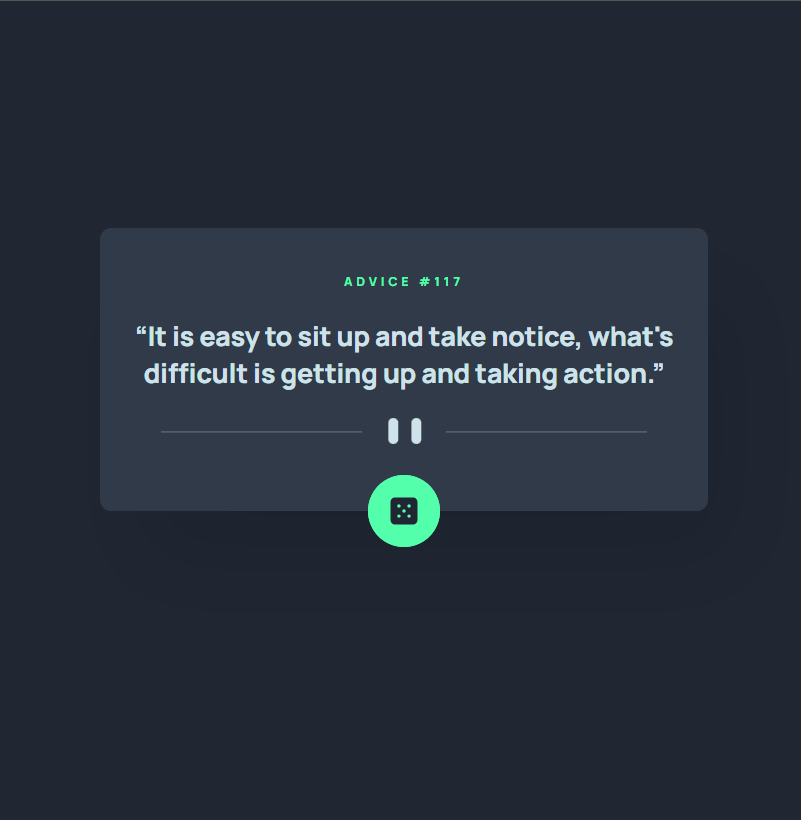 ADVICE #117
“It is easy to sit up and take notice, what's
difficult is getting up and taking action.”